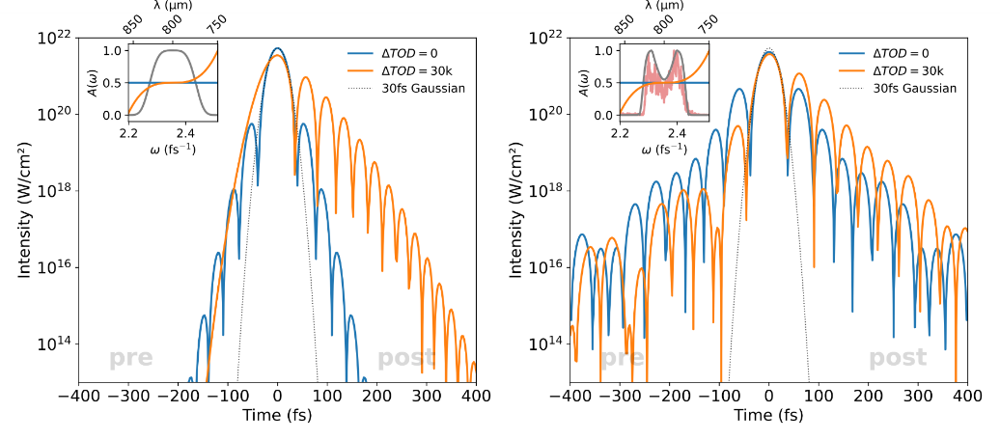 λ (μm)
850
800
750
10²²
10²⁰
10¹⁸
10¹⁶
10¹⁴
Intensity (W/cm²)
1.0
0.5
0.0
A(ω)
2.2
2.4
ω (fs⁻¹)
ΔTOD = 0
ΔTOD = 30k
30fs Gaussian
pre
post
−400
−300
−200
−100
0
100
200
300
400
Time (fs)
λ (μm)
850
800
750
10²²
10²⁰
10¹⁸
10¹⁶
10¹⁴
Intensity (W/cm²)
1.0
0.5
0.0
A(ω)
2.2
2.4
ω (fs⁻¹)
ΔTOD = 0
ΔTOD = 30k
30fs Gaussian
pre
post
−400
−300
−200
−100
0
100
200
300
400
Time (fs)